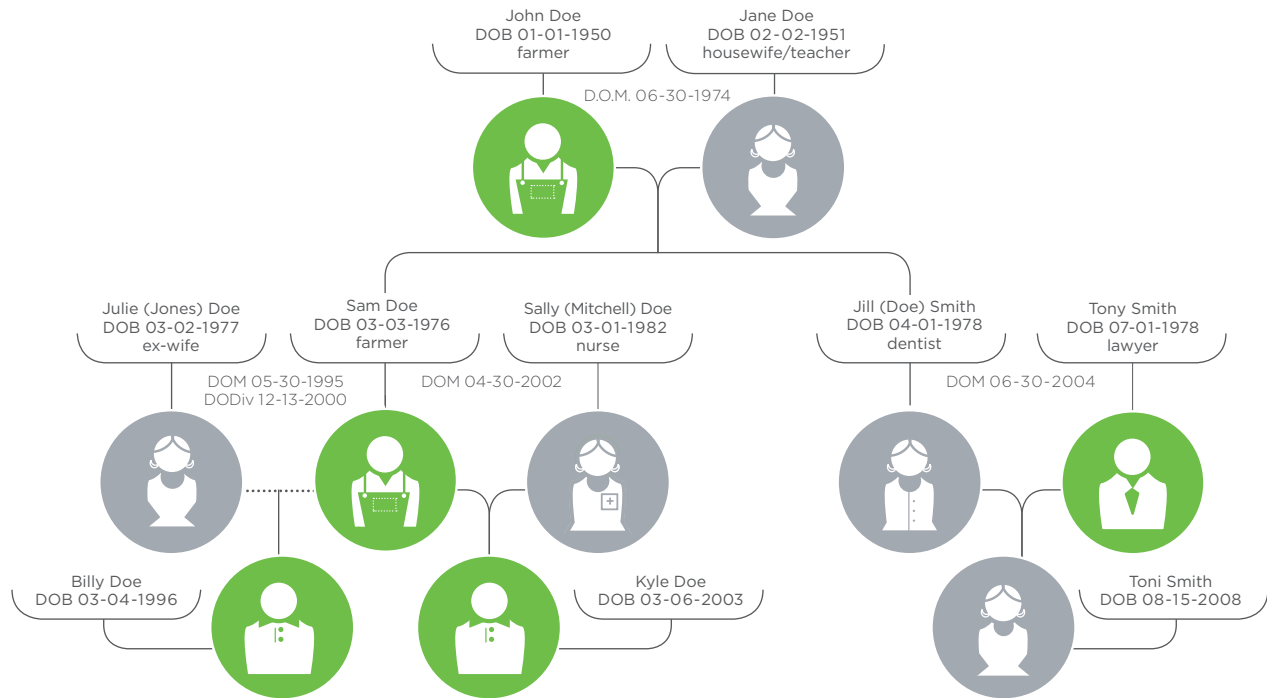 John Doe
DOB 01-01-1950
farmer
Jane Doe
DOB 02-02-1951
housewife/teacher
D.O.M. 06-30-1974
Julie (Jones) Doe
DOB 03-02-1977
ex-wife
Sam Doe
DOB 03-03-1976
farmer
Sally (Mitchell) Doe
DOB 03-01-1982
nurse
Jill (Doe) Smith
DOB 04-01-1978
dentist
Tony Smith
DOB 07-01-1978
lawyer
DOM 05-30-1995
DODiv 12-13-2000
DOM 04-30-2002
DOM 06-30-2004
Billy Doe
DOB 03-04-1996
Kyle Doe
DOB 03-06-2003
Toni Smith
DOB 08-15-2008